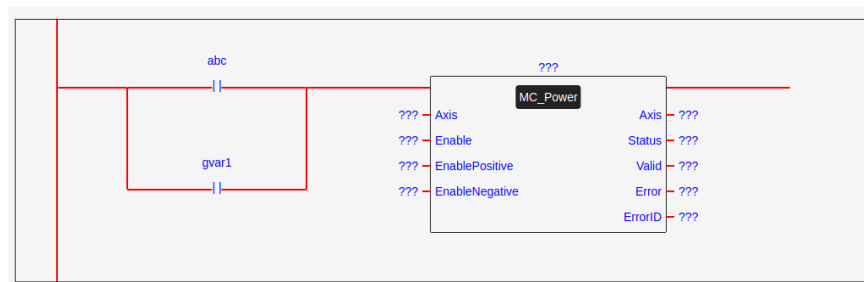 abc
???
MC_Power
??? Axis Axis ???
??? Enable Status ???
gvar1 ??? EnablePositive Valid ???
??? EnableNegative Error ???
ErrorID ???